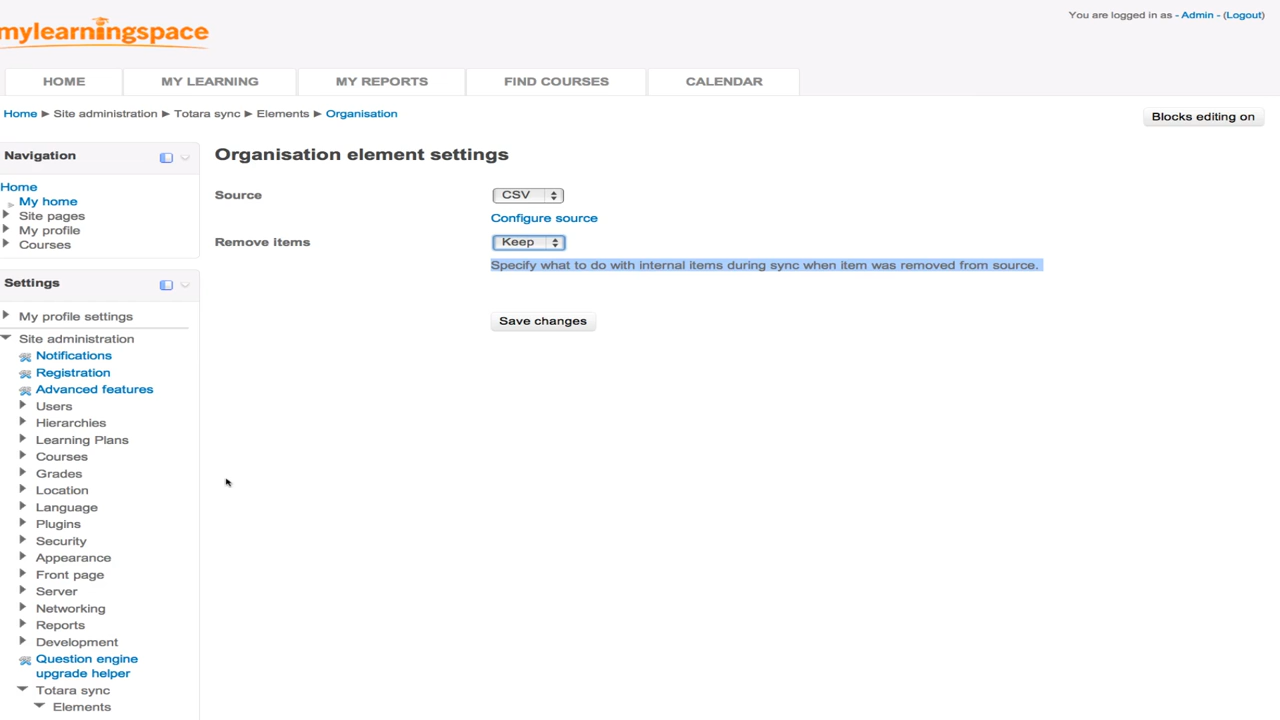 You are logged in as - Admin - (Logout)
mylearningspace
HOME
MY LEARNING
MY REPORTS
FIND COURSES
CALENDAR
Home ► Site administration ► Totara sync ► Elements ► Organisation
Blocks editing on
Navigation
Home
My home
Site pages
My profile
Courses
Settings
My profile settings
Site administration
Notifications
Registration
Advanced features
Users
Hierarchies
Learning Plans
Courses
Grades
Location
Language
Plugins
Security
Appearance
Front page
Server
Networking
Reports
Development
Question engine
upgrade helper
Totara sync
Elements
Organisation element settings
Source
CSV
Configure source
Remove items
Keep
Specify what to do with internal items during sync when item was removed from source.
Save changes